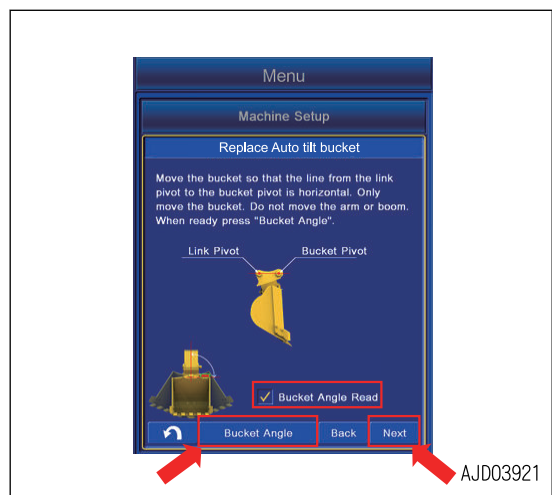 Menu
Machine Setup
Replace Auto tilt bucket
Move the bucket so that the line from the link
pivot to the bucket pivot is horizontal. Only
move the bucket. Do not move the arm or boom.
When ready press "Bucket Angle".
Link Pivot Bucket Pivot
Bucket Angle Read
Bucket Angle Back Next
AJD03921